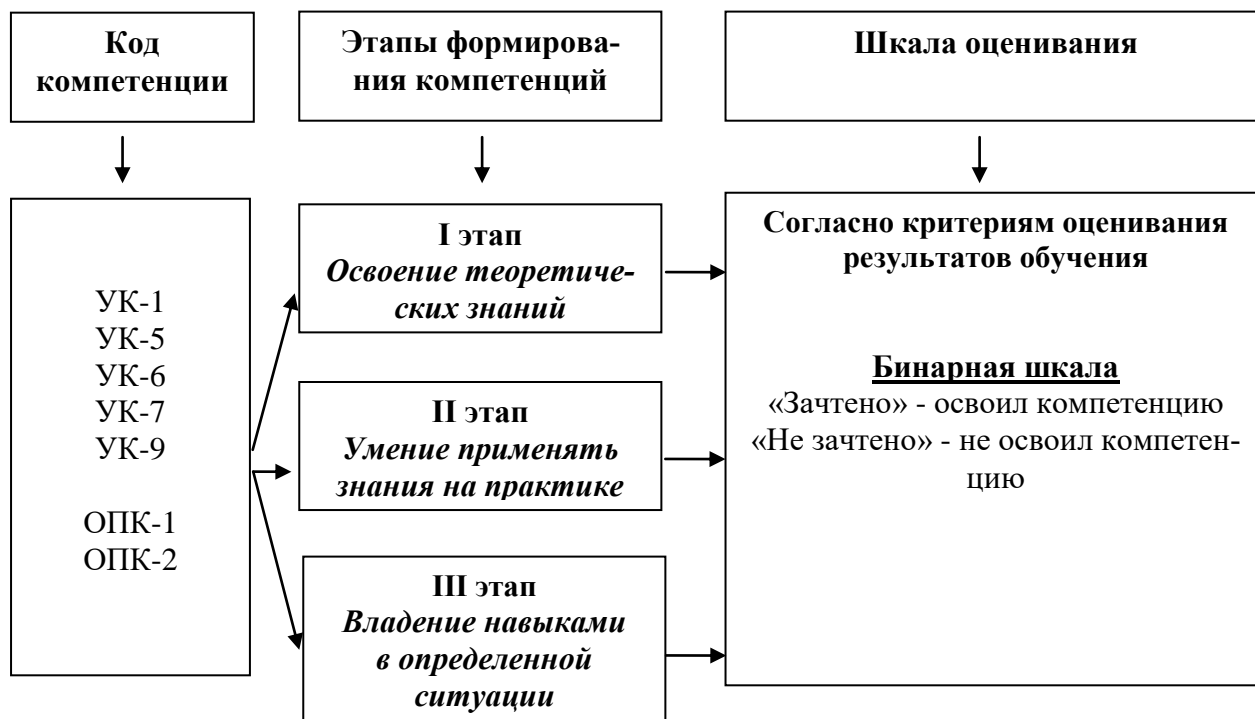 Код
компетенции
Этапы формирова-
ния компетенций
Шкала оценивания
УК-1
УК-5
УК-6
УК-7
УК-9
ОПК-1
ОПК-2
I этап
Освоение теоретиче-
ских знаний
II этап
Умение применять
знания на практике
III этап
Владение навыками
в определенной
ситуации
Согласно критериям оценивания
результатов обучения
Бинарная шкала
«Зачтено» - освоил компетенцию
«Не зачтено» - не освоил компетен-
цию